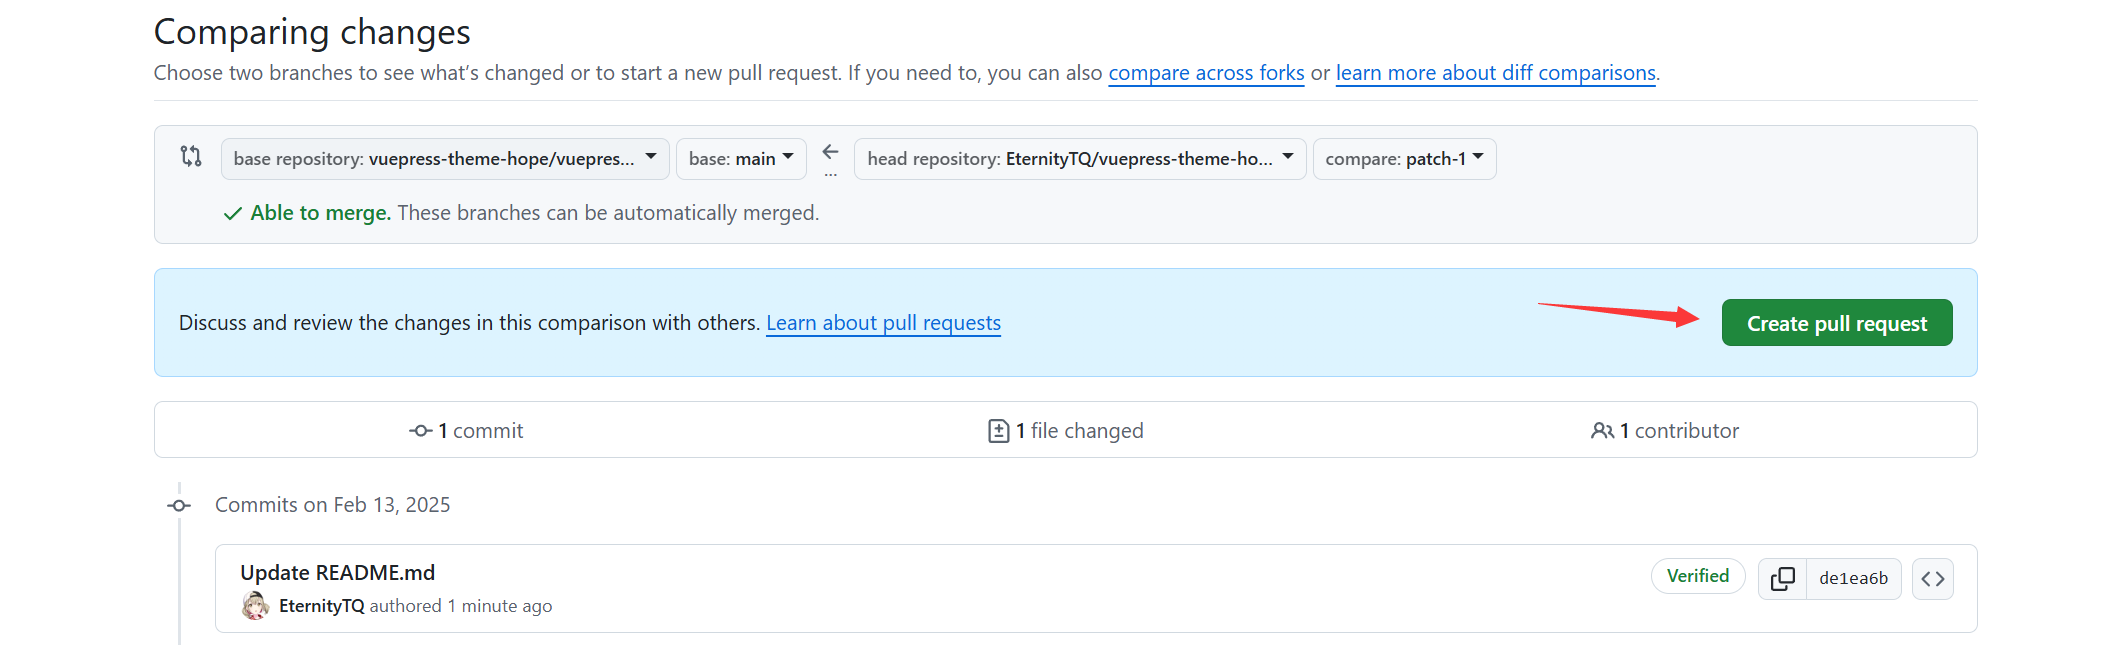 Comparing changes
Choose two branches to see what’s changed or to start a new pull request. If you need to, you can also compare across forks or learn more about diff comparisons.
base repository: vuepress-theme-hope/vuepres... base: main ... head repository: EternityTQ/vuepress-theme-ho... compare: patch-1
Able to merge. These branches can be automatically merged.
Discuss and review the changes in this comparison with others. Learn about pull requests
Create pull request
1 commit
1 file changed
1 contributor
Commits on Feb 13, 2025
Update README.md
EternityTQ authored 1 minute ago
Verified
de1ea6b